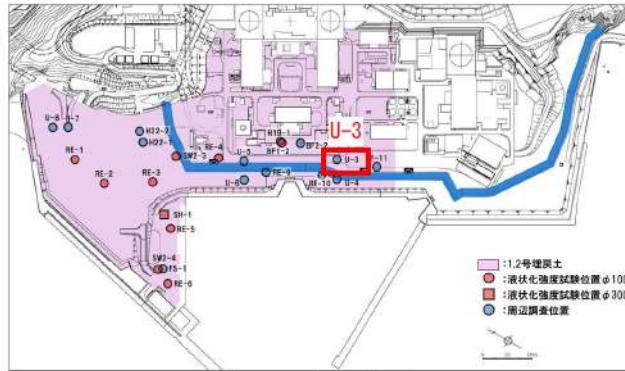 U-3
U-8
U-7
H22-2
H22-1
RE-1
RE-2
RE-3
SW2-3
RE-4
U-5
U-6
H19-1
BF1-2
BF2-2
RE-9
RE-10
U-3
U-4
-11
SH-1
RE-5
SW2-4
FS-1
RE-6
:1,2号埋戻土
:液状化強度試験位置φ100
:液状化強度試験位置φ300
:周辺調査位置